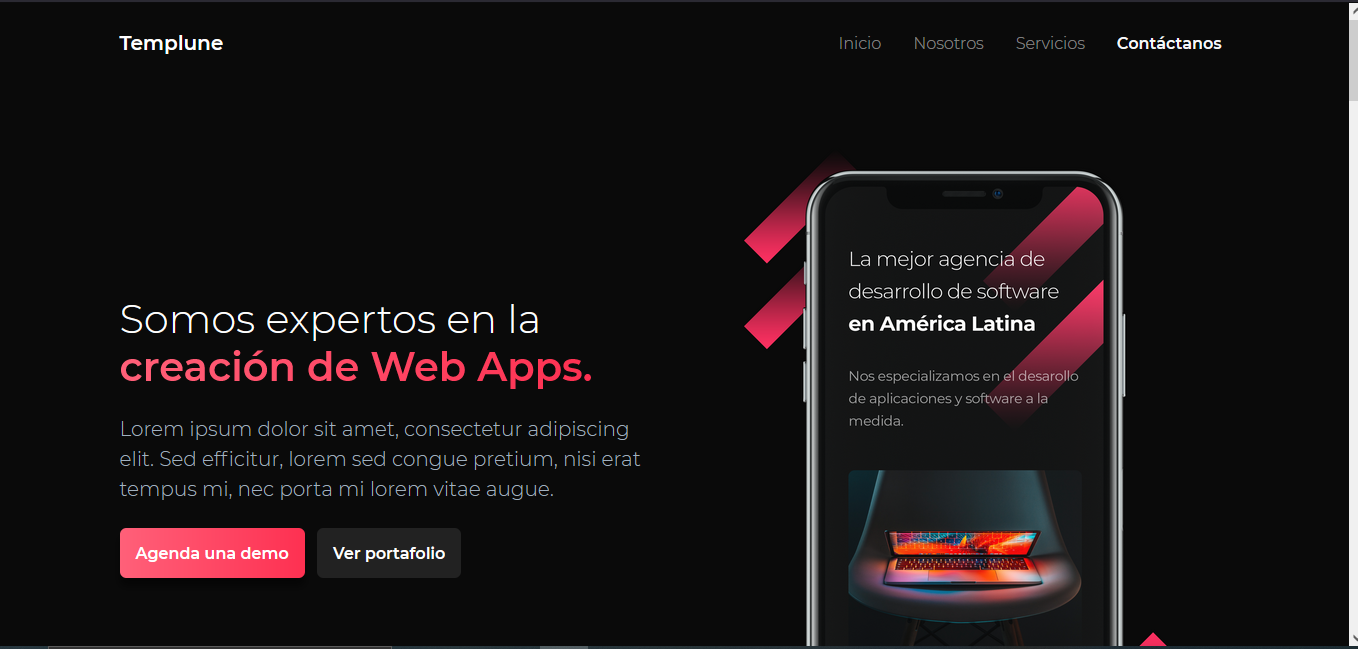 Templune
Inicio
Nosotros
Servicios
Contáctanos
Somos expertos en la
creación de Web Apps.
Lorem ipsum dolor sit amet, consectetur adipiscing
elit. Sed efficitur, lorem sed congue pretium, nisi erat
tempus mi, nec porta mi lorem vitae augue.
Agenda una demo
Ver portafolio
La mejor agencia de
desarrollo de software
en América Latina
Nos especializamos en el desarollo
de aplicaciones y software a la
medida.